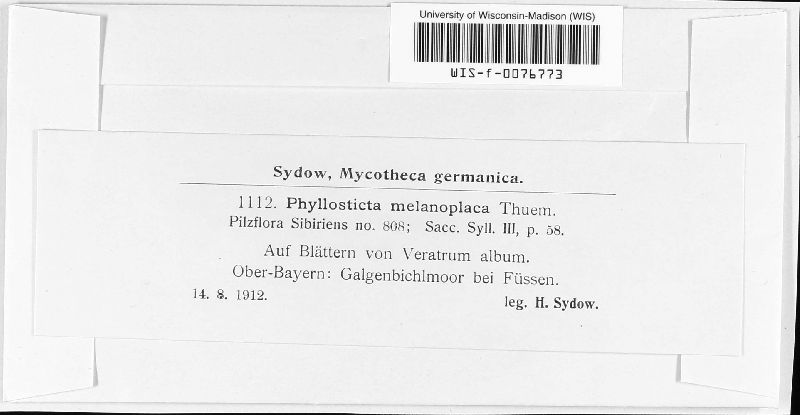 University of Wisconsin-Madison (WIS)
WIS-f-0076773
Sydow, Mycotheca germanica.
1112. Phyllosticta melanoplaca Thuem.
Pilzflora Sibiriens no. 808; Sacc. Syll. III, p. 58.
Auf Blättern von Veratrum album.
Ober-Bayern: Galgenbichlmoor bei Füssen.
14. 8. 1912. leg. H. Sydow.